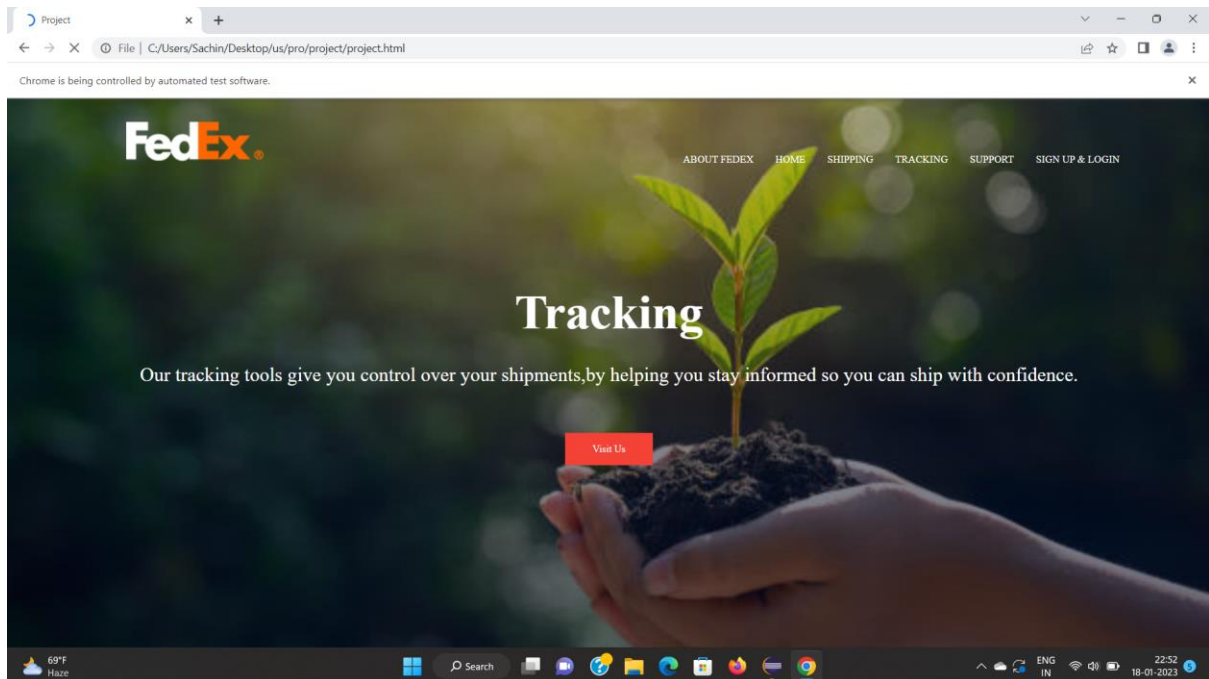 Project
File | C:/Users/Sachin/Desktop/us/pro/project/project.html
Chrome is being controlled by automated test software.
FedEx®
ABOUT FEDEX HOME SHIPPING TRACKING SUPPORT SIGN UP & LOGIN
Tracking
Our tracking tools give you control over your shipments,by helping you stay informed so you can ship with confidence.
Visit Us
69°F
Haze
Search
ENG
IN
22:52
18-01-2023
5